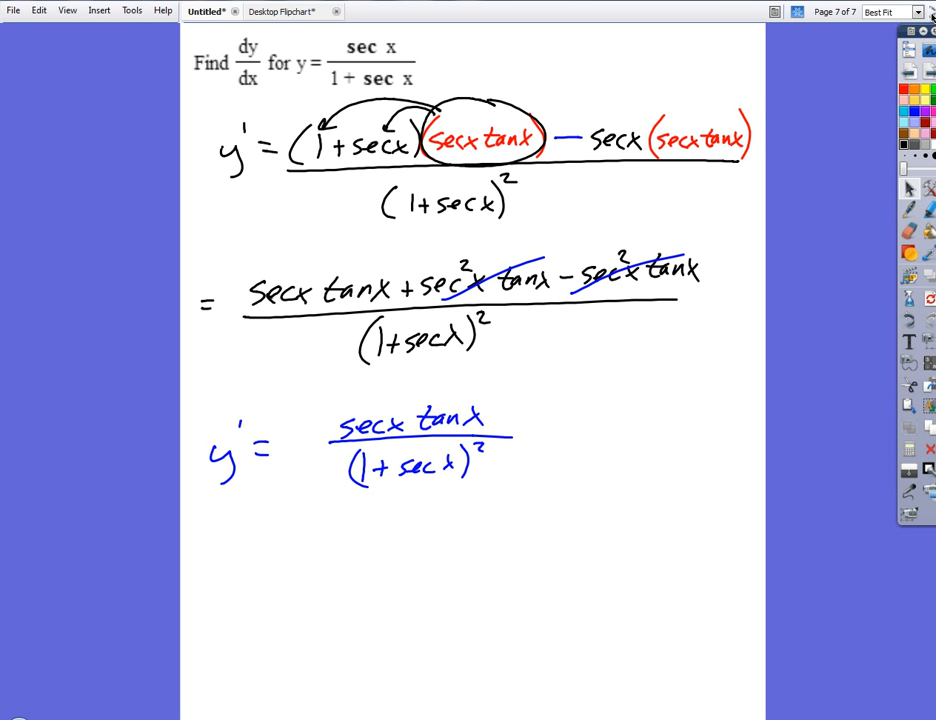 File Edit View Insert Tools Help Untitled* Desktop Flipchart* Page 7 of 7 Best Fit
Find dy/dx for y = sec x / 1 + sec x
y' = (1 + secx)(secx tanx) − secx (secx tanx)
(1 + secx)²
= secx tanx + sec²x tanx − sec²x tanx
(1 + secx)²
y' = secx tanx
(1 + secx)²
T